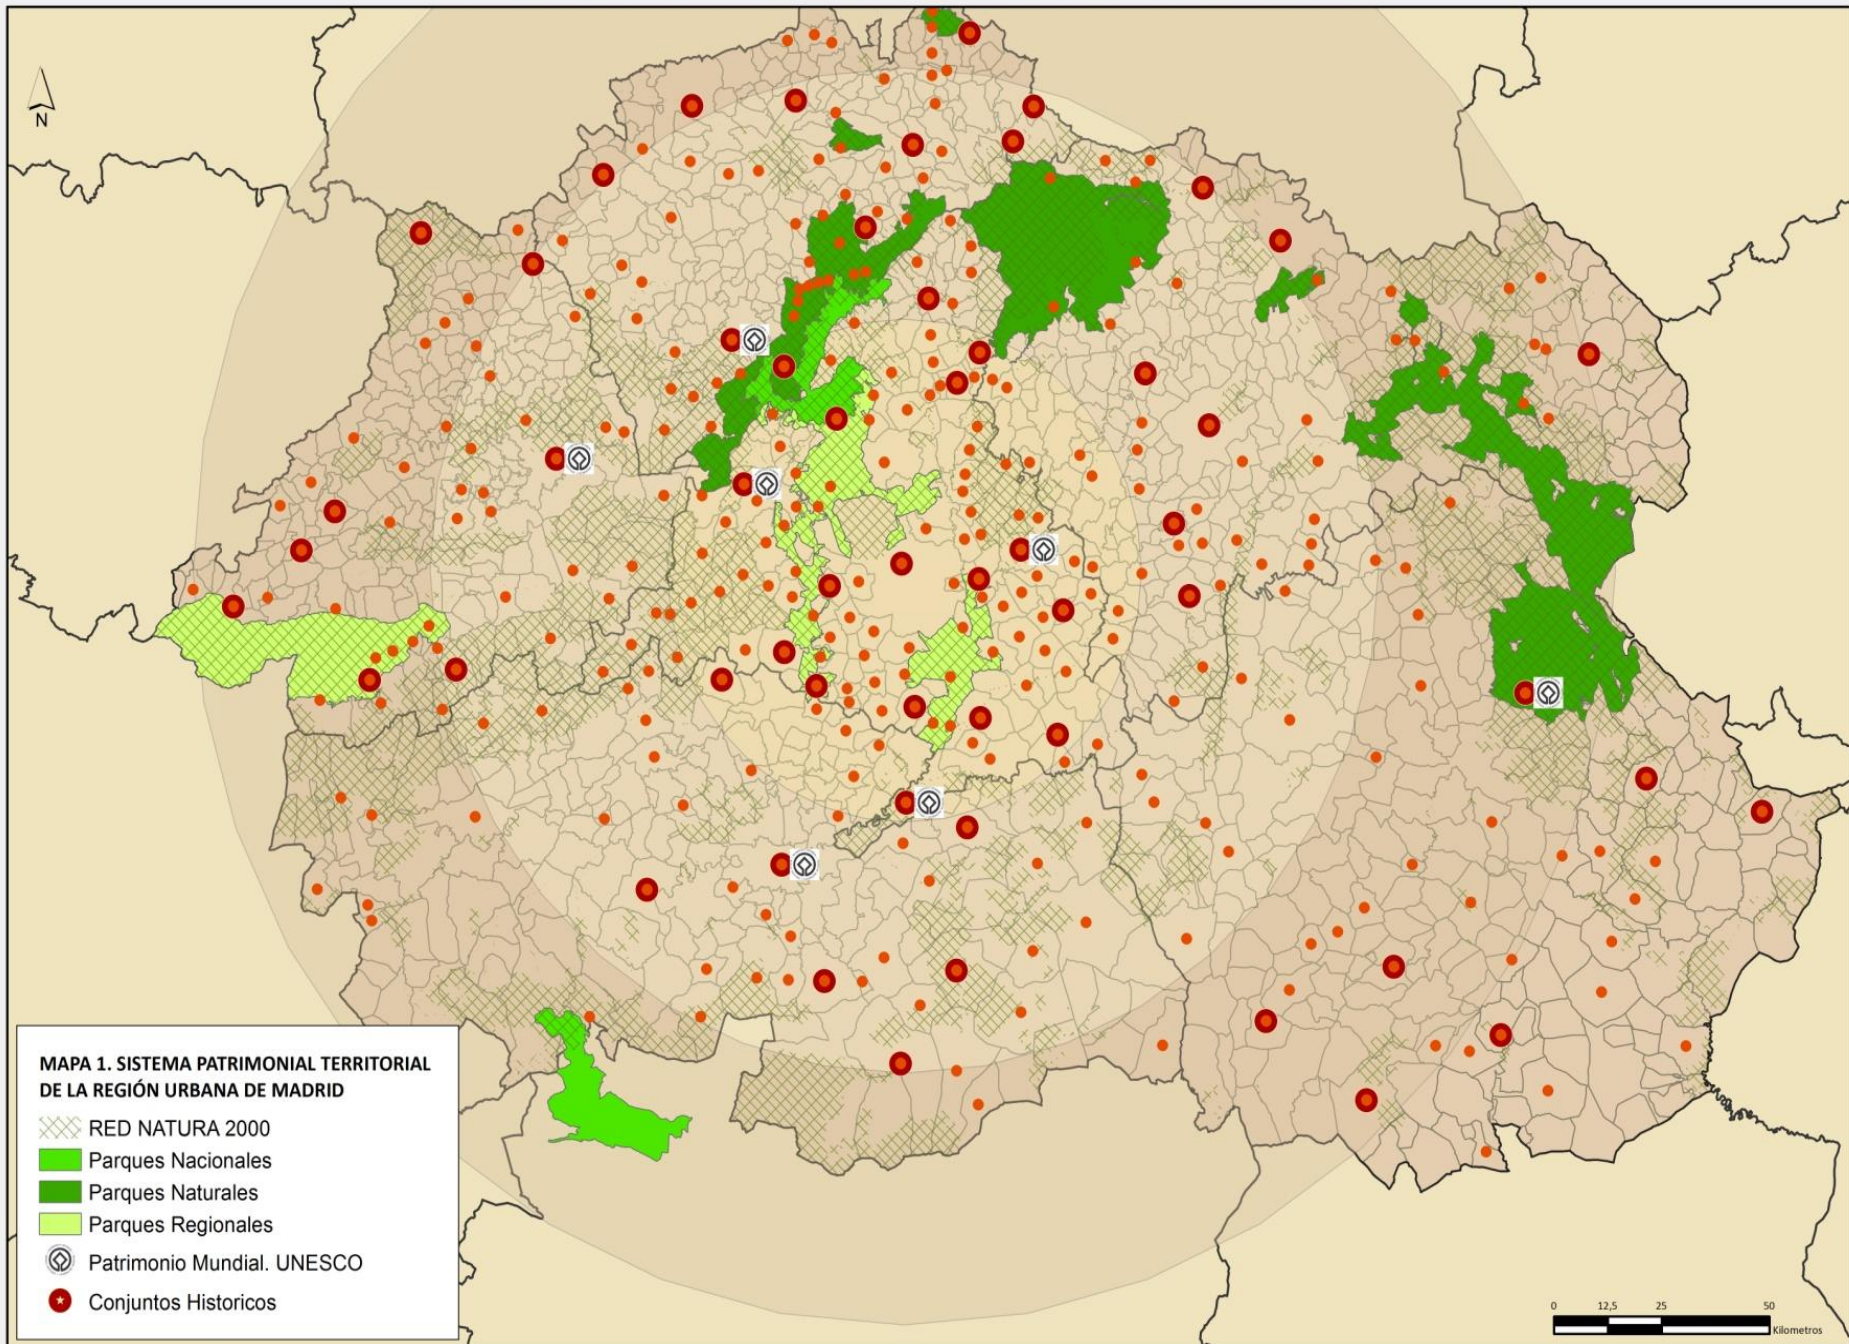 N
MAPA 1. SISTEMA PATRIMONIAL TERRITORIAL
DE LA REGIÓN URBANA DE MADRID
RED NATURA 2000
Parques Nacionales
Parques Naturales
Parques Regionales
Patrimonio Mundial. UNESCO
Conjuntos Historicos
0 12,5 25 50
Kilometros